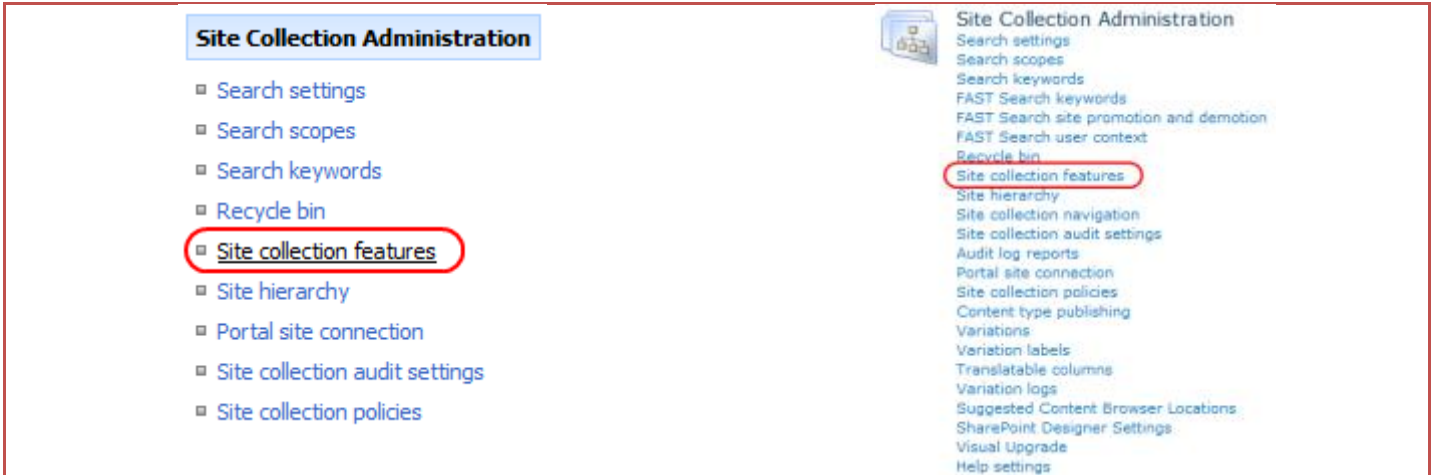 Site Collection Administration
Search settings
Search scopes
Search keywords
Recycle bin
Site collection features
Site hierarchy
Portal site connection
Site collection audit settings
Site collection policies
Site Collection Administration
Search settings
Search scopes
Search keywords
FAST Search keywords
FAST Search site promotion and demotion
FAST Search user context
Recycle bin
Site collection features
Site hierarchy
Site collection navigation
Site collection audit settings
Audit log reports
Portal site connection
Site collection policies
Content type publishing
Variations
Variation labels
Translatable columns
Variation logs
Suggested Content Browser Locations
SharePoint Designer Settings
Visual Upgrade
Help settings